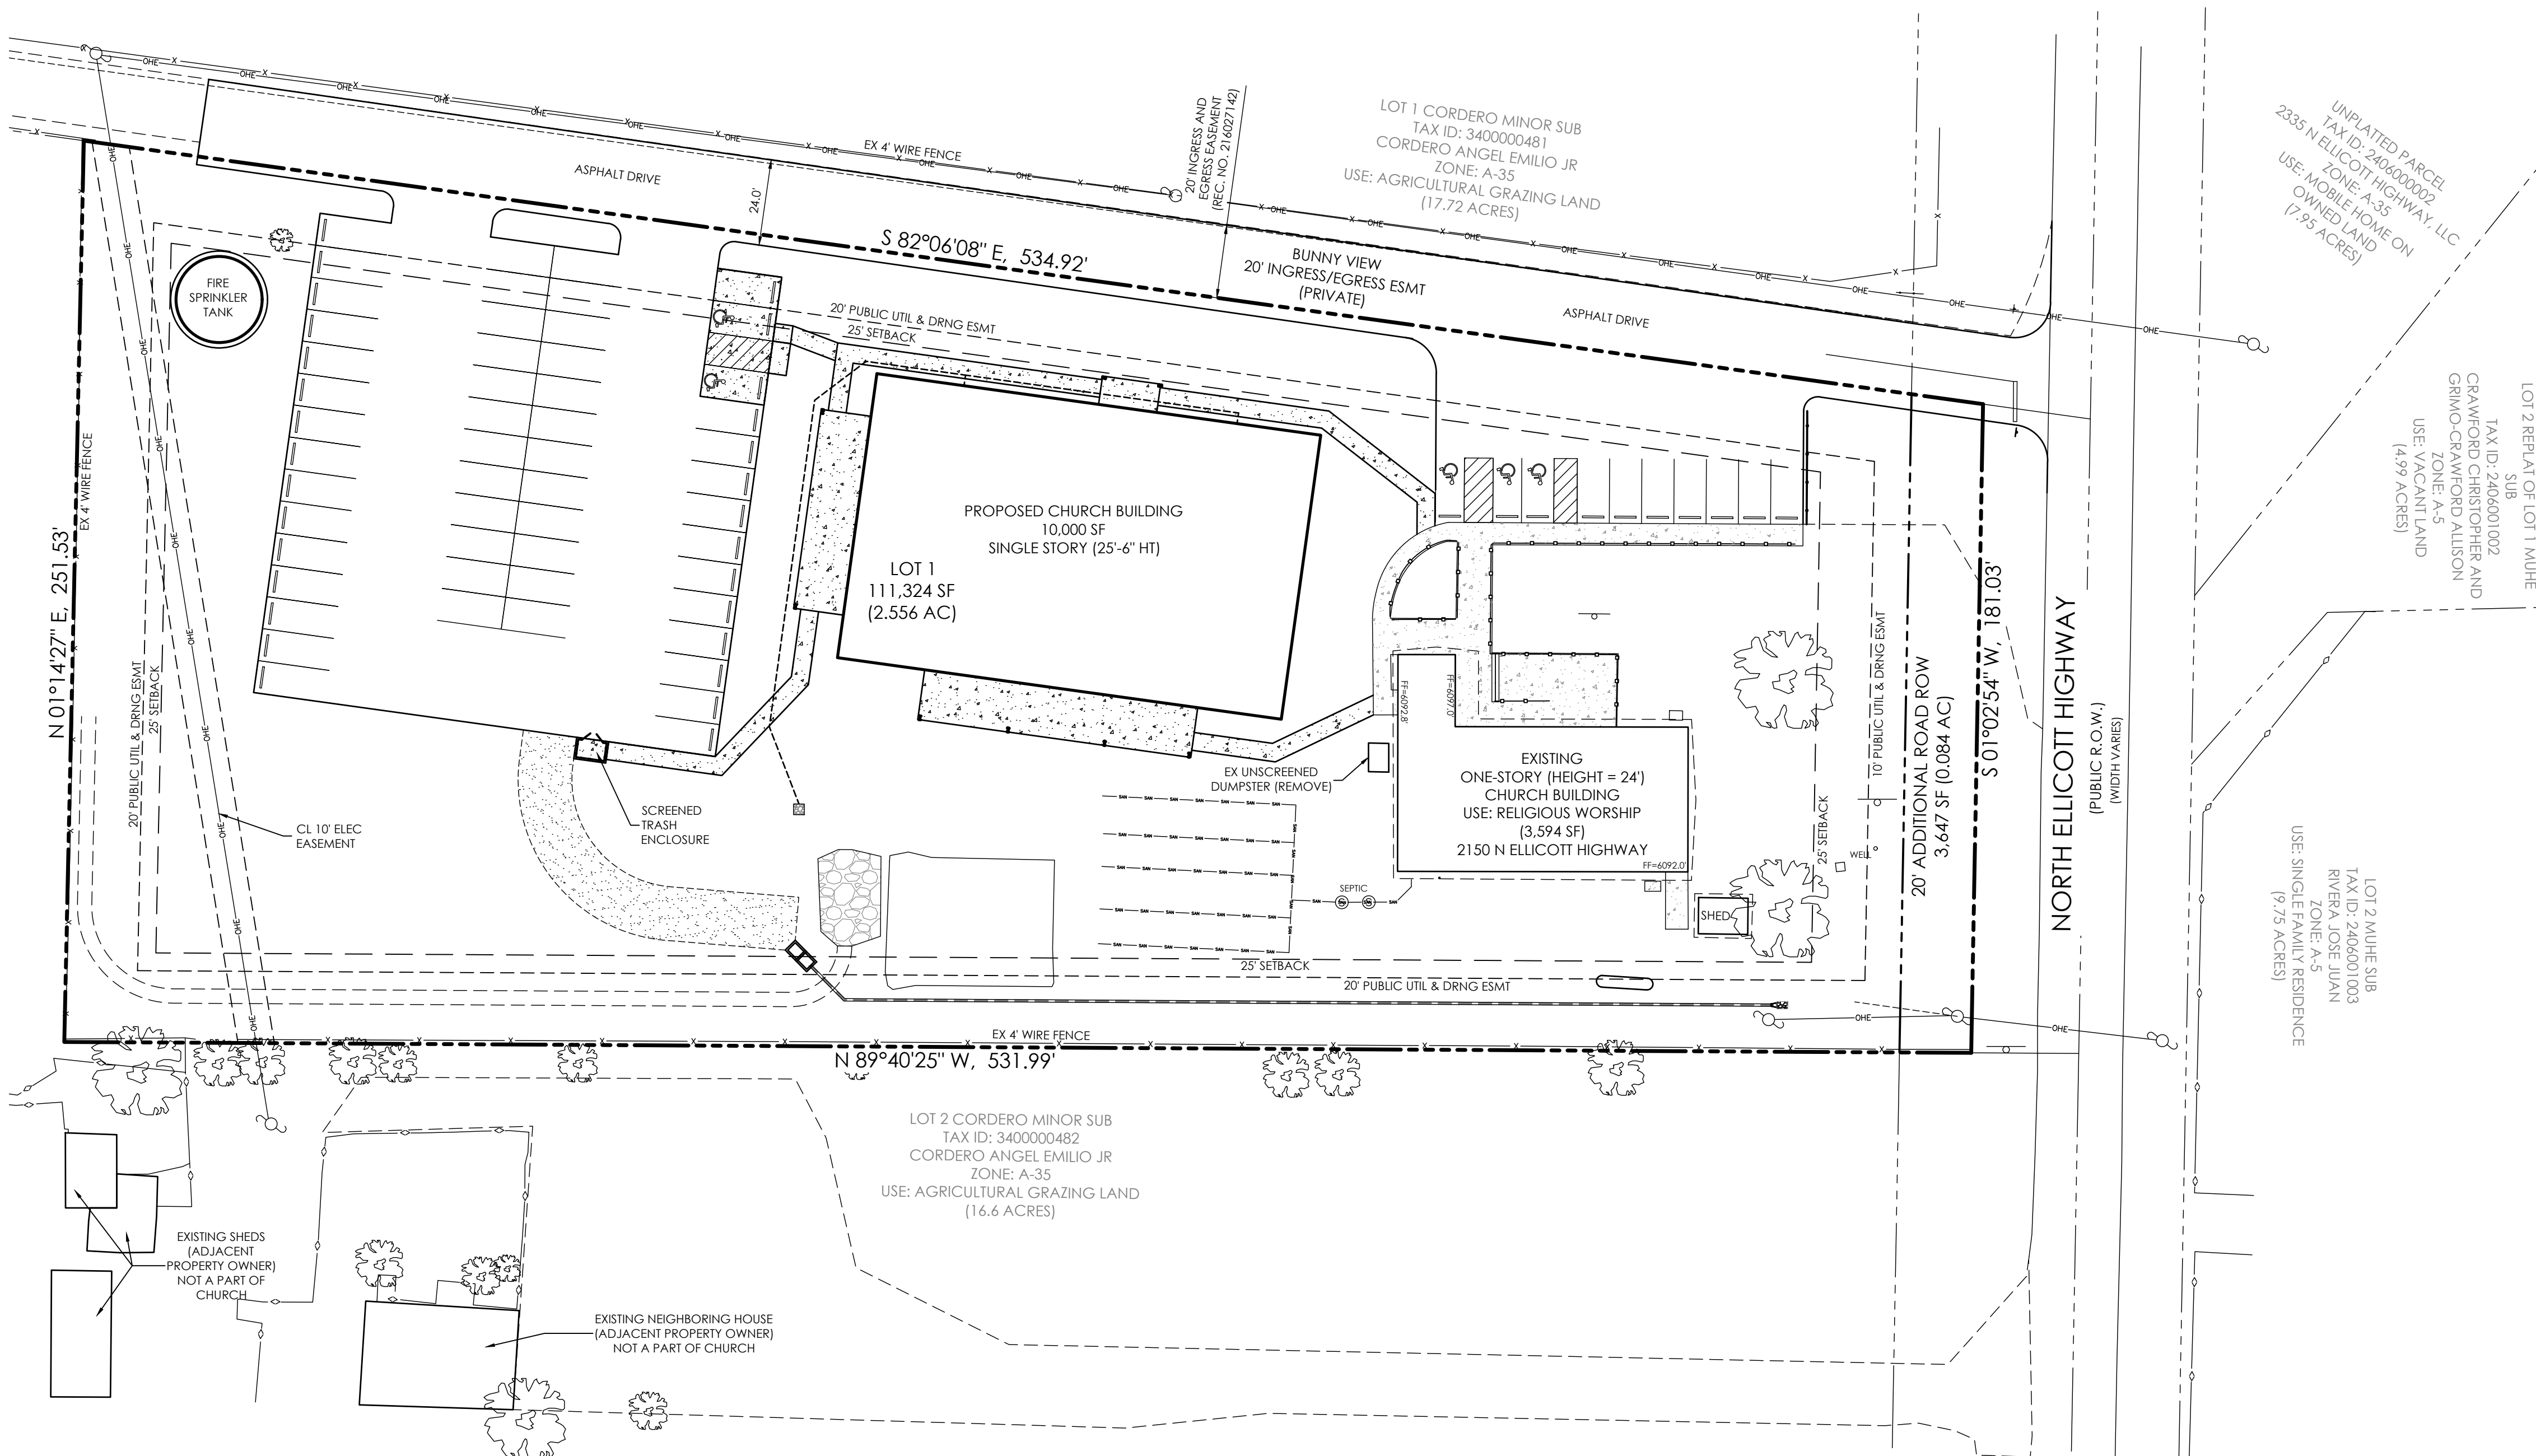 EX 4' WIRE FENCE
ASPHALT DRIVE
24.0'
20' INGRESS AND
EGRESS EASEMENT
(REC. NO. 216027142)
LOT 1 CORDERO MINOR SUB
TAX ID: 3400000481
CORDERO ANGEL EMILIO JR
ZONE: A-35
USE: AGRICULTURAL GRAZING LAND
(17.72 ACRES)
UNPLATTED PARCEL
TAX ID: 2406000002
2335 N ELLICOTT HIGHWAY, LLC
ZONE: A-35
USE: MOBILE HOME ON
OWNED LAND
(7.95 ACRES)
S 82°06'08" E, 534.92'
BUNNY VIEW
20' INGRESS/EGRESS ESMT
(PRIVATE)
ASPHALT DRIVE
FIRE
SPRINKLER
TANK
20' PUBLIC UTIL & DRNG ESMT
25' SETBACK
LOT 2 REPLAT OF LOT 1 MUHE
SUB
TAX ID: 2406001002
CRAWFORD CHRISTOPHER AND
GRIMO-CRAWFORD ALLISON
ZONE: A-5
USE: VACANT LAND
(4.99 ACRES)
N 01°14'27" E, 251.53'
EX 4' WIRE FENCE
20' PUBLIC UTIL & DRNG ESMT
25' SETBACK
PROPOSED CHURCH BUILDING
10,000 SF
SINGLE STORY (25'-6" HT)
LOT 1
111,324 SF
(2.556 AC)
FF=6092.8'
FF=6097.0'
EXISTING
ONE-STORY (HEIGHT = 24')
CHURCH BUILDING
USE: RELIGIOUS WORSHIP
(3,594 SF)
2150 N ELLICOTT HIGHWAY
FF=6092.0'
EX UNSCREENED
DUMPSTER (REMOVE)
SCREENED
TRASH
ENCLOSURE
CL 10' ELEC
EASEMENT
SEPTIC
SHED
WELL
25' SETBACK
10' PUBLIC UTIL & DRNG ESMT
20' ADDITIONAL ROAD ROW
3,647 SF (0.084 AC)
S 01°02'54" W, 181.03'
NORTH ELLICOTT HIGHWAY
(PUBLIC R.O.W.)
(WIDTH VARIES)
LOT 2 MUHE SUB
TAX ID: 2406001003
RIVERA JOSE JUAN
ZONE: A-5
USE: SINGLE FAMILY RESIDENCE
(9.75 ACRES)
25' SETBACK
20' PUBLIC UTIL & DRNG ESMT
EX 4' WIRE FENCE
N 89°40'25" W, 531.99'
LOT 2 CORDERO MINOR SUB
TAX ID: 3400000482
CORDERO ANGEL EMILIO JR
ZONE: A-35
USE: AGRICULTURAL GRAZING LAND
(16.6 ACRES)
EXISTING SHEDS
(ADJACENT
PROPERTY OWNER)
NOT A PART OF
CHURCH
EXISTING NEIGHBORING HOUSE
(ADJACENT PROPERTY OWNER)
NOT A PART OF CHURCH